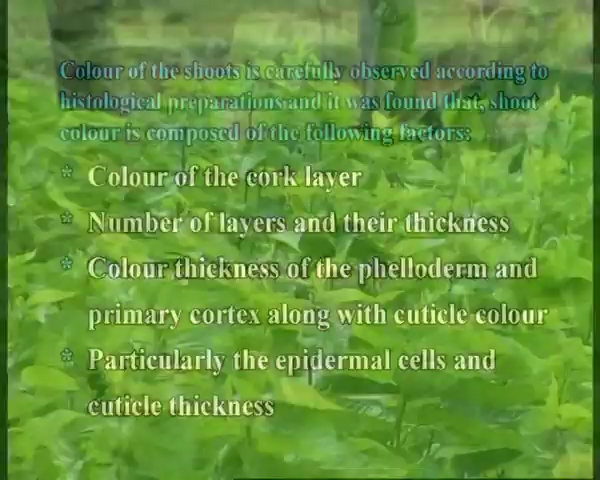 Colour of the shoots is carefully observed according to
histological preparations and it was found that, shoot
colour is composed of the following factors:
* Colour of the cork layer
* Number of layers and their thickness
* Colour thickness of the phelloderm and
primary cortex along with cuticle colour
* Particularly the epidermal cells and
cuticle thickness